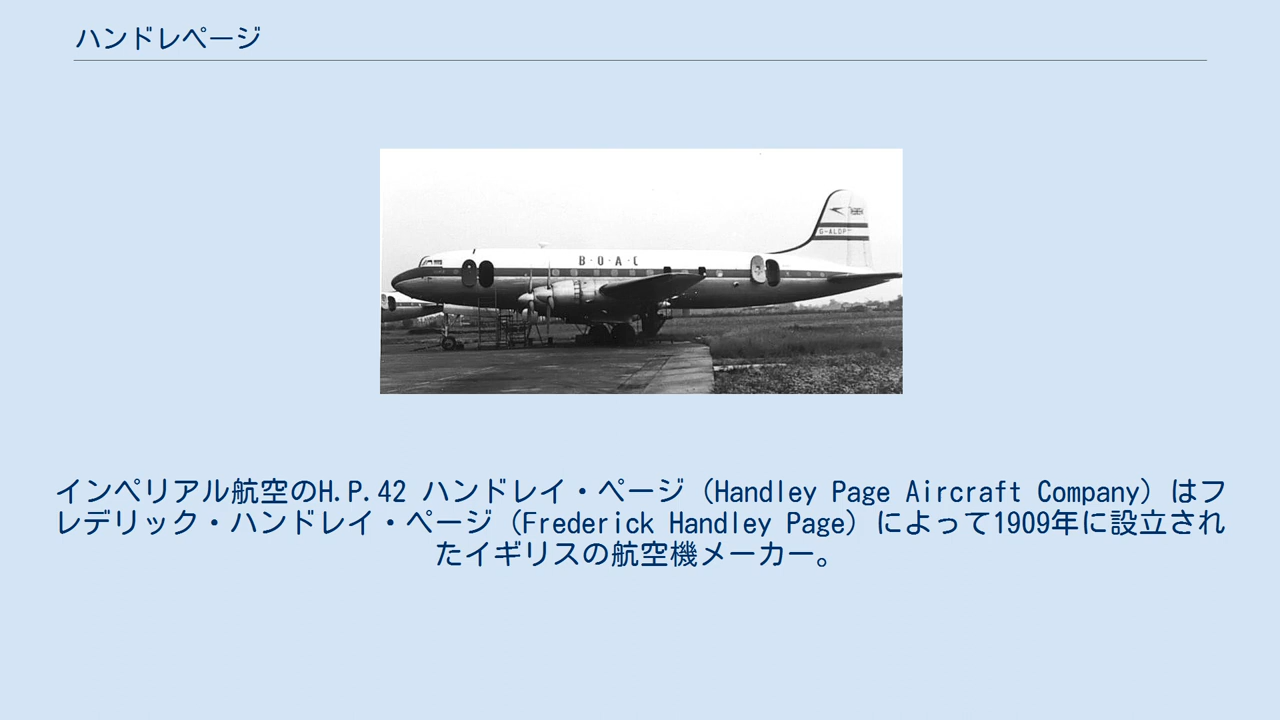 ハンドレページ
B·O·A·C
G-ALDP
インペリアル航空のH.P.42 ハンドレイ・ページ（Handley Page Aircraft Company）はフ
レデリック・ハンドレイ・ページ（Frederick Handley Page）によって1909年に設立され
たイギリスの航空機メーカー。